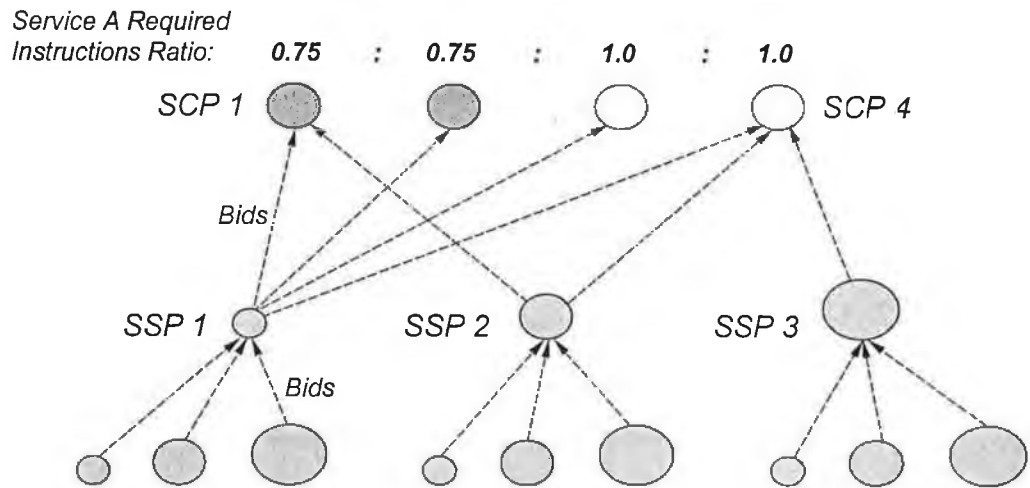 Service A Required
Instructions Ratio: 0.75 : 0.75 : 1.0 : 1.0
SCP 1 SCP 4
Bids
SSP 1 SSP 2 SSP 3
Bids